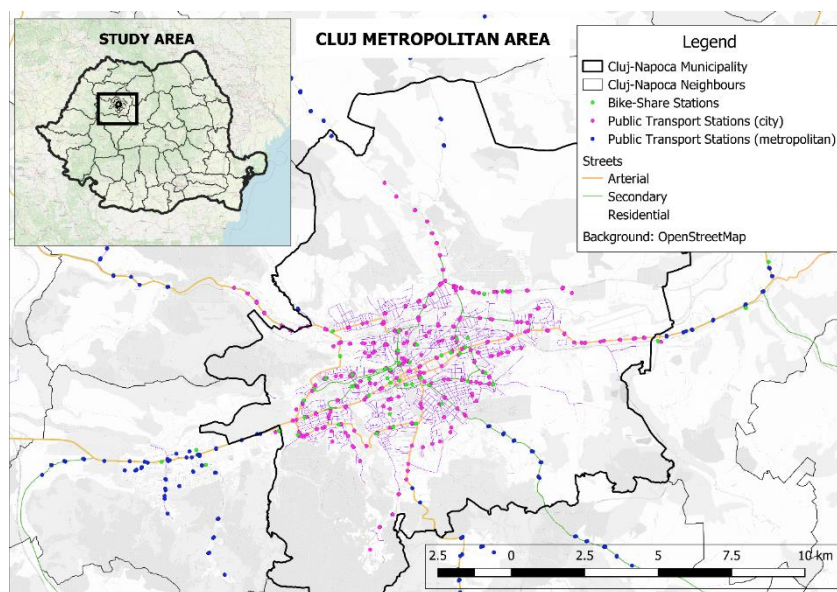 STUDY AREA
CLUJ METROPOLITAN AREA
Legend
Cluj-Napoca Municipality
Cluj-Napoca Neighbours
Bike-Share Stations
Public Transport Stations (city)
Public Transport Stations (metropolitan)
Streets
Arterial
Secondary
Residential
Background: OpenStreetMap
2.5 0 2.5 5 7.5 10 km